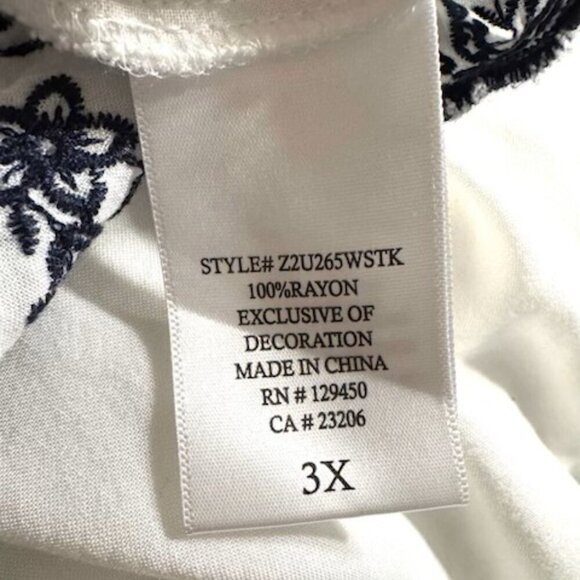 STYLE# Z2U265WSTK
100%RAYON
EXCLUSIVE OF
DECORATION
MADE IN CHINA
RN # 129450
CA # 23206
3X